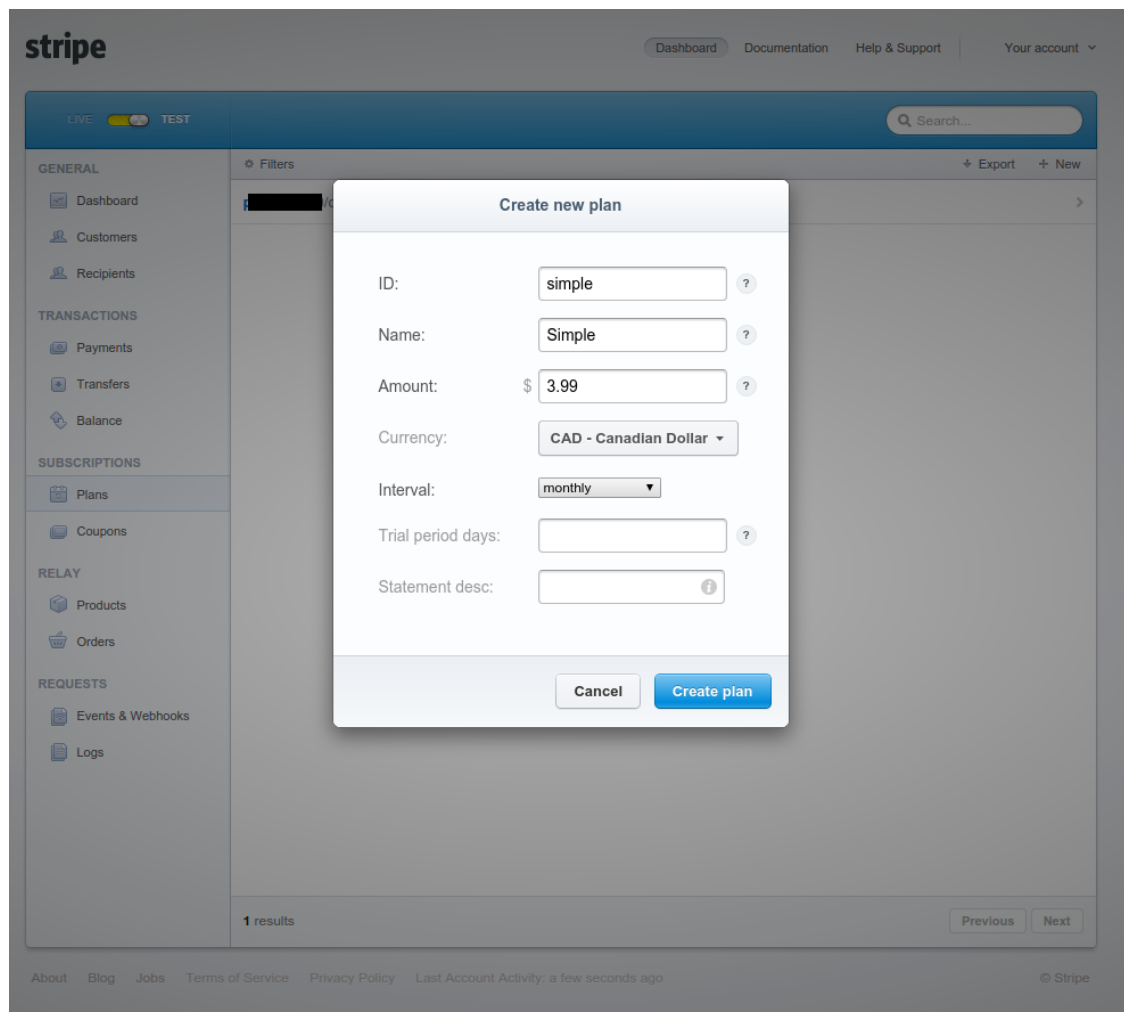 stripe
Dashboard Documentation Help & Support Your account
LIVE TEST Search...
GENERAL
Dashboard
Customers
Recipients
TRANSACTIONS
Payments
Transfers
Balance
SUBSCRIPTIONS
Plans
Coupons
RELAY
Products
Orders
REQUESTS
Events & Webhooks
Logs
Filters Export New
Create new plan
ID: simple ?
Name: Simple ?
Amount: $ 3.99 ?
Currency: CAD - Canadian Dollar
Interval: monthly
Trial period days: ?
Statement desc:
Cancel Create plan
1 results Previous Next
About Blog Jobs Terms of Service Privacy Policy Last Account Activity: a few seconds ago © Stripe